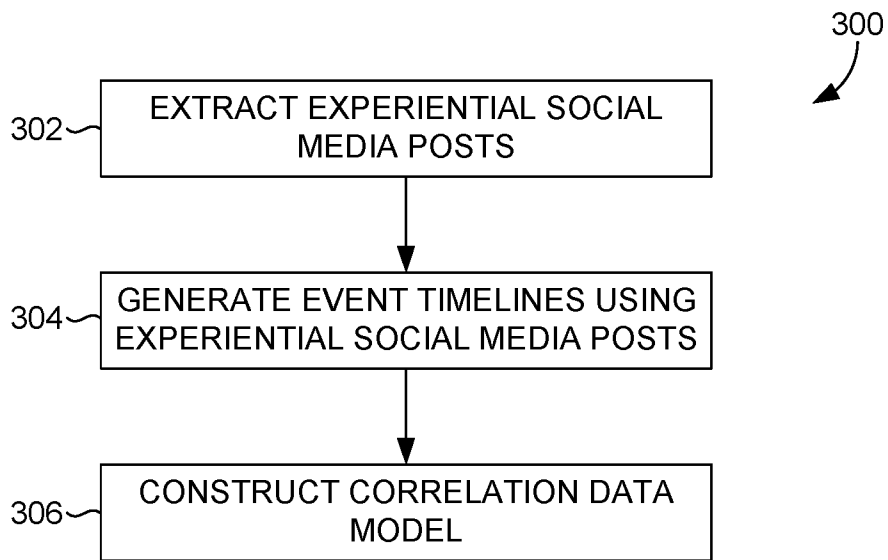 300
302
EXTRACT EXPERIENTIAL SOCIAL
MEDIA POSTS
304
GENERATE EVENT TIMELINES USING
EXPERIENTIAL SOCIAL MEDIA POSTS
306
CONSTRUCT CORRELATION DATA
MODEL